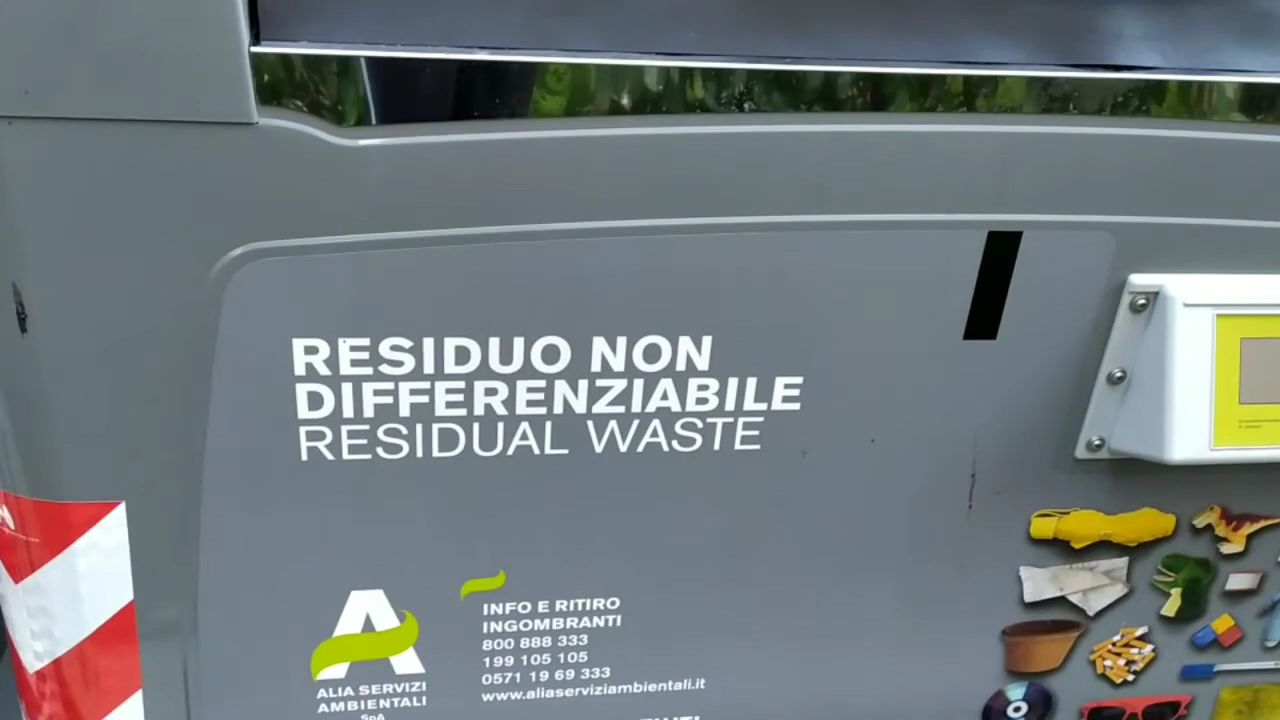 RESIDUO NON
DIFFERENZIABILE
RESIDUAL WASTE
INFO E RITIRO
INGOMBRANTI
800 888 333
199 105 105
0571 19 69 333
www.aliaserviziambientali.it
ALIA SERVIZI
AMBIENTALI
SpA